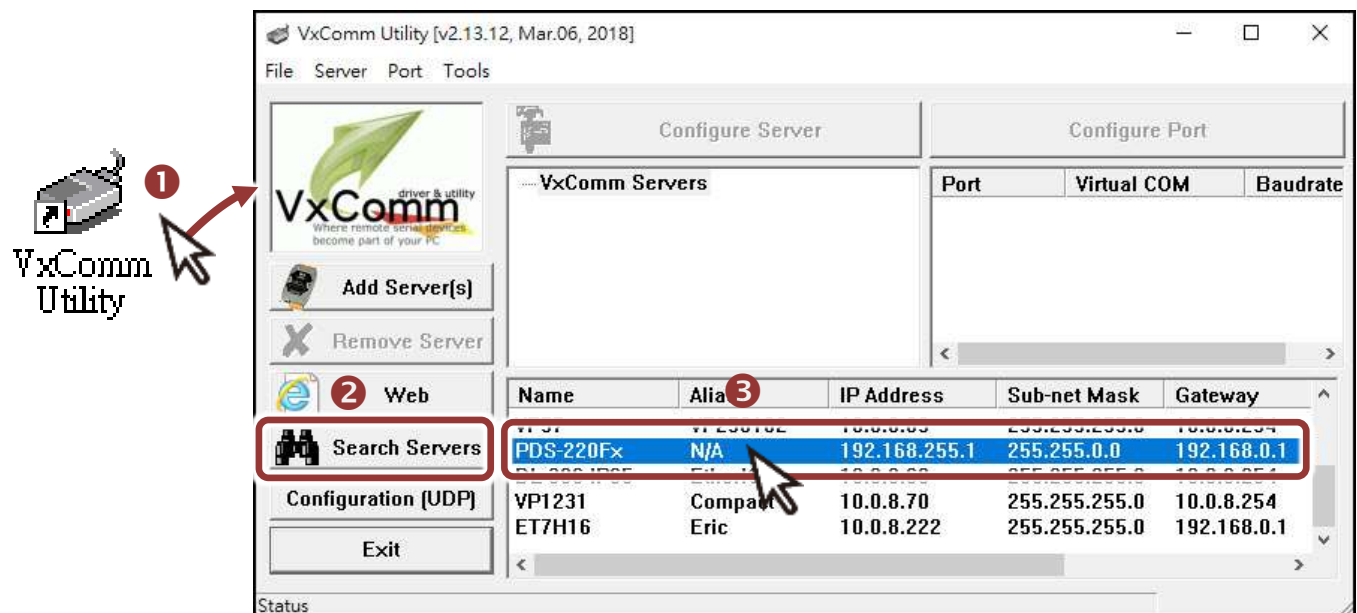 VxComm Utility [v2.13.12, Mar.06, 2018]
File Server Port Tools
1
VxComm
Utility
VxComm
driver & utility
Where remote serial devices
become part of your PC
Configure Server
Configure Port
VxComm Servers
Port Virtual COM Baudrate
Add Server(s)
Remove Server
2 Web
Search Servers
Configuration (UDP)
Exit
3
Name Alia IP Address Sub-net Mask Gateway
PDS-220Fx N/A 192.168.255.1 255.255.0.0 192.168.0.1
VP1231 Compact 10.0.8.70 255.255.255.0 10.0.8.254
ET7H16 Eric 10.0.8.222 255.255.255.0 192.168.0.1
Status